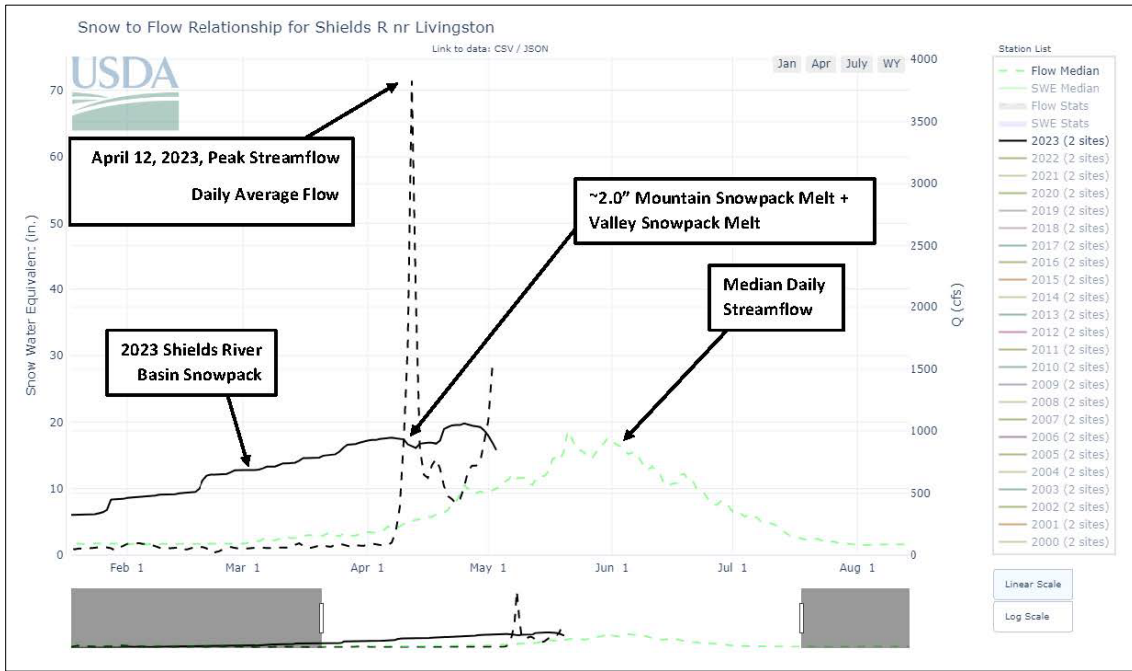 Snow to Flow Relationship for Shields R nr Livingston
Link to data: CSV / JSON
Jan Apr July WY
USDA
April 12, 2023, Peak Streamflow
Daily Average Flow
~2.0” Mountain Snowpack Melt +
Valley Snowpack Melt
Median Daily
Streamflow
2023 Shields River
Basin Snowpack
Snow Water Equivalent (in.)
70
60
50
40
30
20
10
0
4000
3500
3000
2500
2000
1500
1000
500
0
Q (cfs)
Feb 1 Mar 1 Apr 1 May 1 Jun 1 Jul 1 Aug 1
Station List
Flow Median
SWE Median
Flow Stats
SWE Stats
2023 (2 sites)
2022 (2 sites)
2021 (2 sites)
2020 (2 sites)
2019 (2 sites)
2018 (2 sites)
2017 (2 sites)
2016 (2 sites)
2015 (2 sites)
2014 (2 sites)
2013 (2 sites)
2012 (2 sites)
2011 (2 sites)
2010 (2 sites)
2009 (2 sites)
2008 (2 sites)
2007 (2 sites)
2006 (2 sites)
2005 (2 sites)
2004 (2 sites)
2003 (2 sites)
2002 (2 sites)
2001 (2 sites)
2000 (2 sites)
Linear Scale
Log Scale